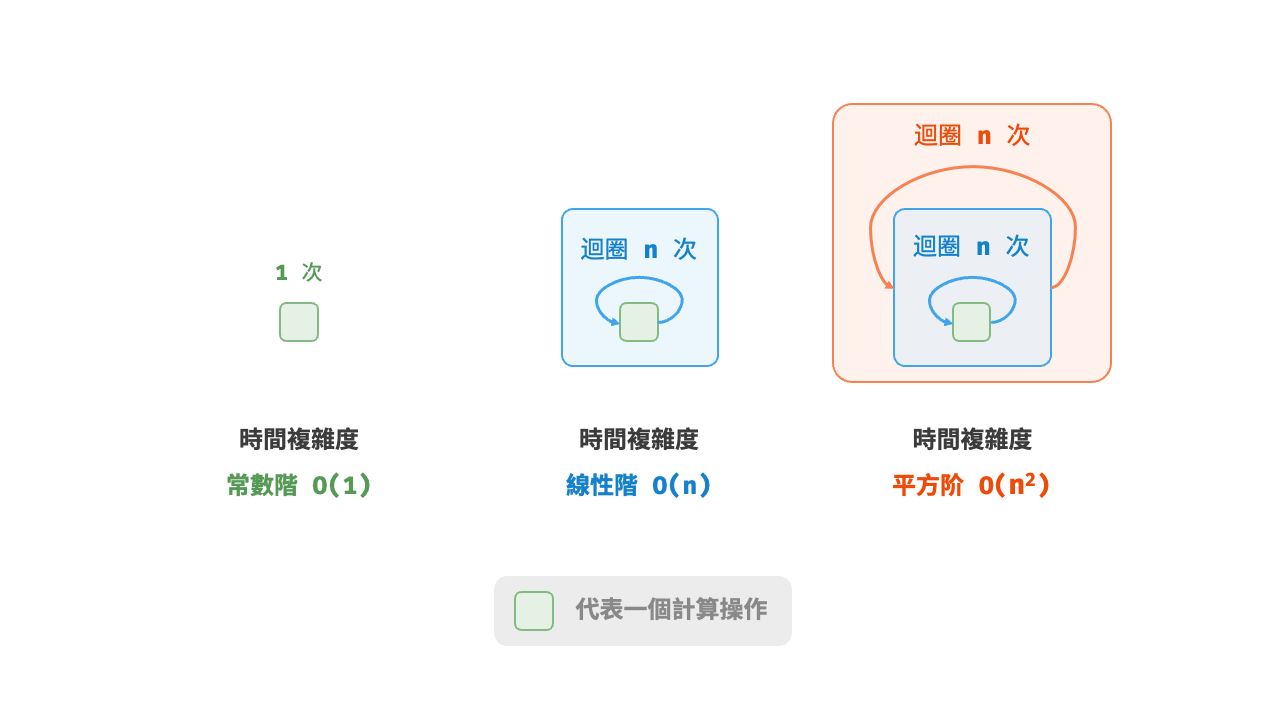 1 次
時間複雜度
常數階 O(1)
迴圈 n 次
時間複雜度
線性階 O(n)
迴圈 n 次
迴圈 n 次
時間複雜度
平方阶 O(n²)
代表一個計算操作